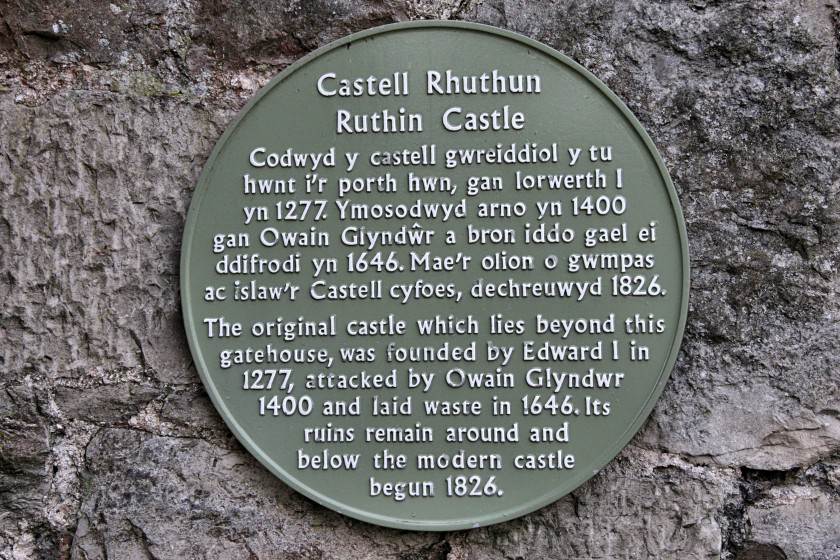 Castell Rhuthun
Ruthin Castle
Codwyd y castell gwreiddiol y tu
hwnt i'r porth hwn, gan Iorwerth I
yn 1277. Ymosodwyd arno yn 1400
gan Owain Glyndŵr a bron iddo gael ei
ddifrodi yn 1646. Mae'r olion o gwmpas
ac islaw'r Castell cyfoes, dechreuwyd 1826.
The original castle which lies beyond this
gatehouse, was founded by Edward I in
1277, attacked by Owain Glyndwr
1400 and laid waste in 1646. Its
ruins remain around and
below the modern castle
begun 1826.